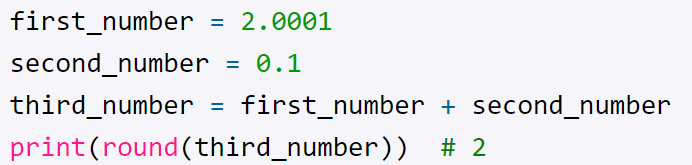 first_number = 2.0001
second_number = 0.1
third_number = first_number + second_number
print(round(third_number))  # 2